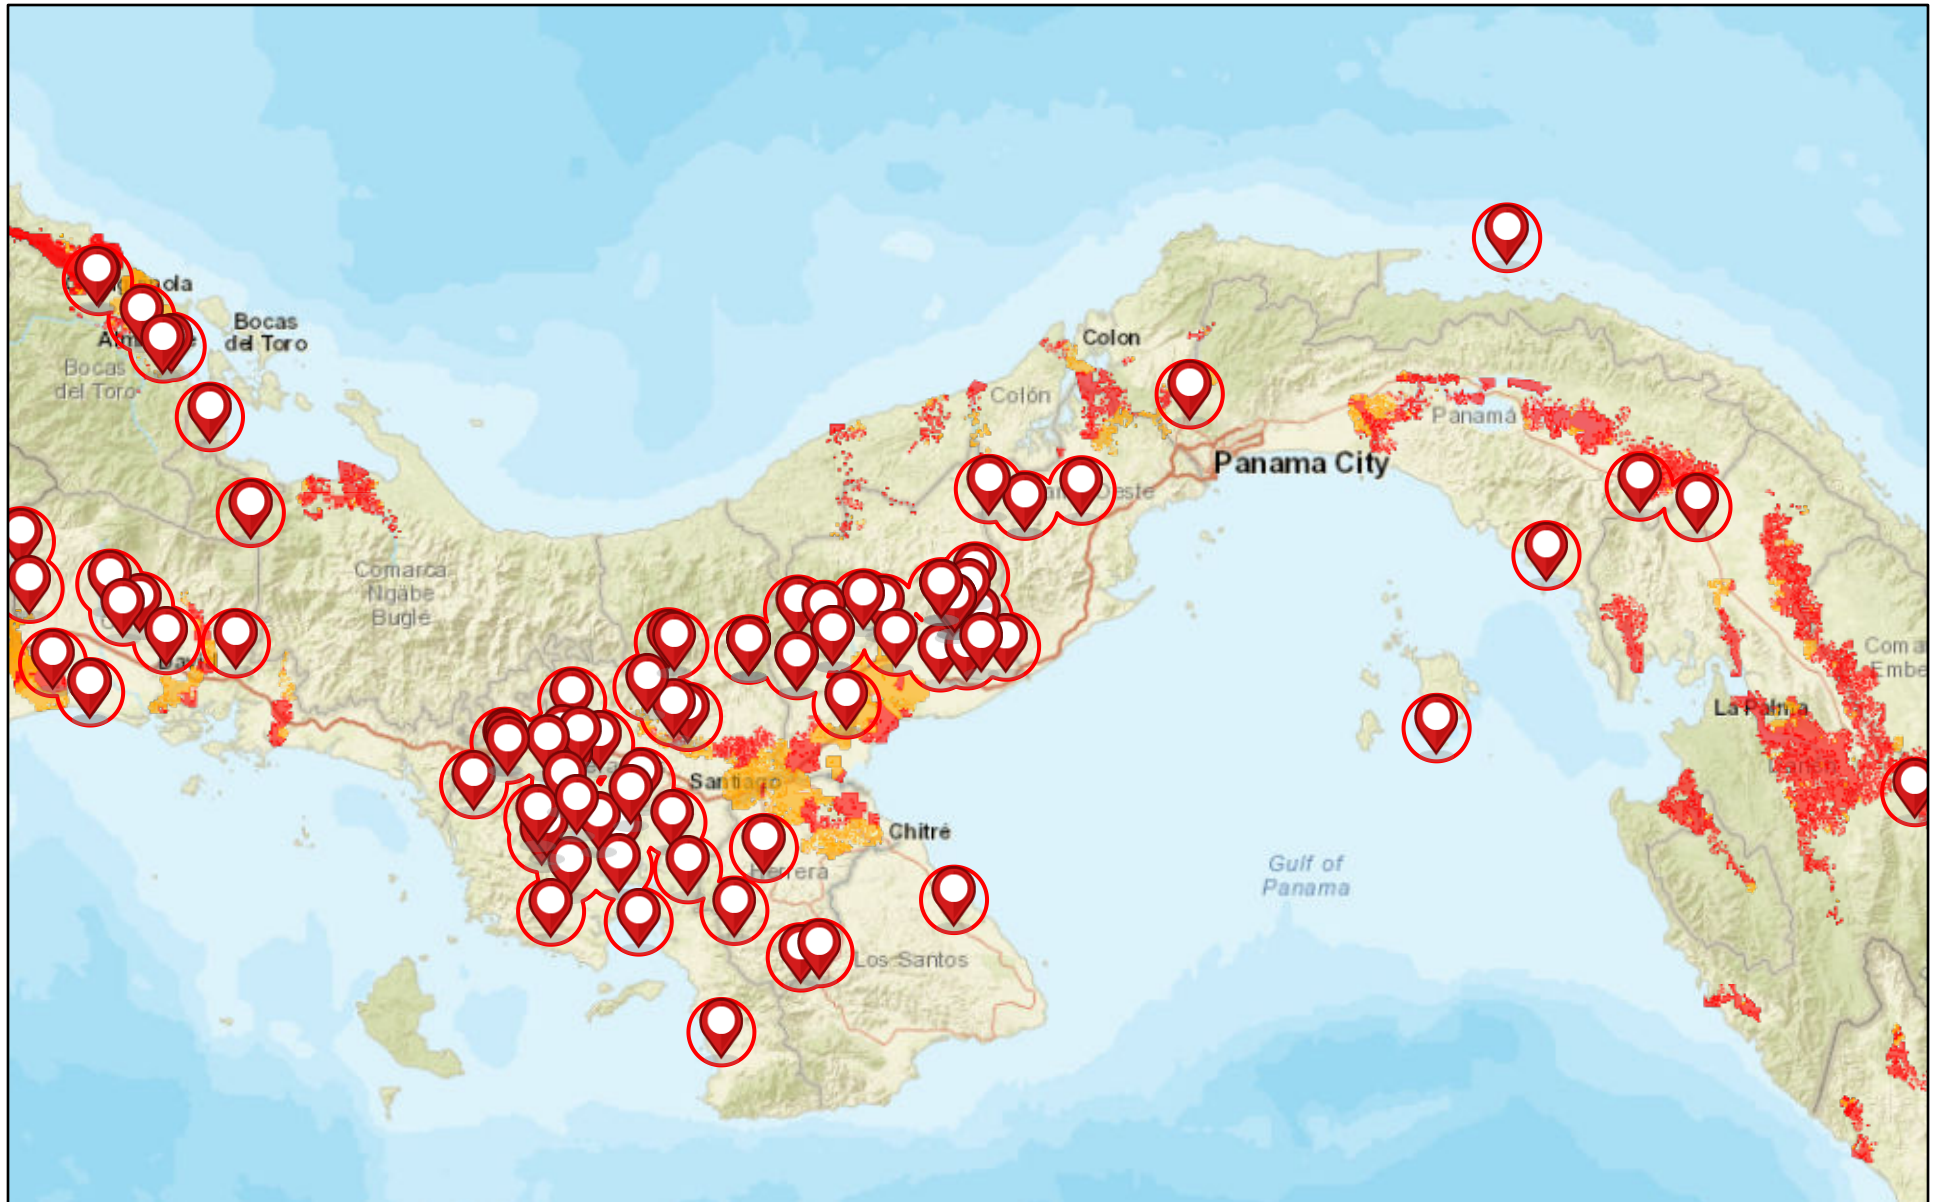 Bocas
del Toro
Bocas
del Toro
Colon
Colón
Panamá
Panama City
Comarca
Ngäbe
Buglé
La Palma
Santiago
Chitré
Herrera
Los Santos
Gulf of
Panama